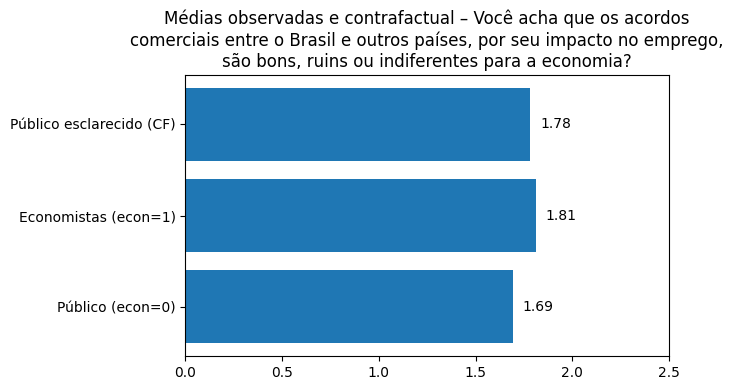 Médias observadas e contrafactual – Você acha que os acordos
comerciais entre o Brasil e outros países, por seu impacto no emprego,
são bons, ruins ou indiferentes para a economia?
Público esclarecido (CF)
1.78
Economistas (econ=1)
1.81
Público (econ=0)
1.69
0.0 0.5 1.0 1.5 2.0 2.5